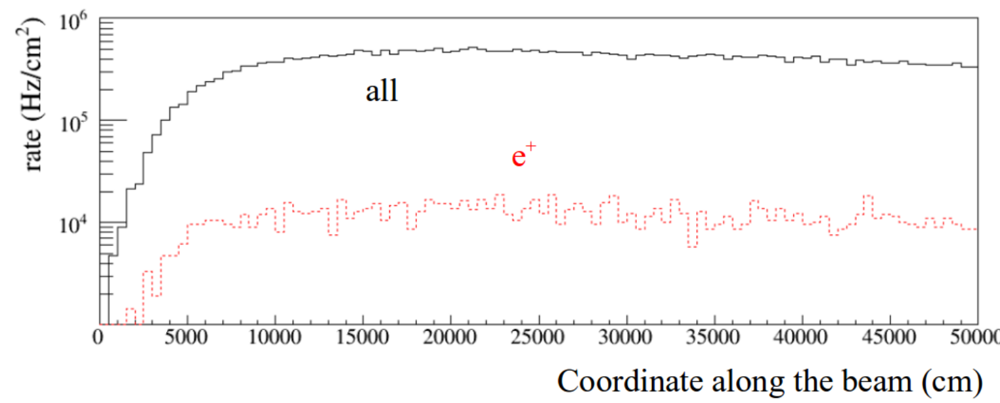 10⁶
rate (Hz/cm²)
all
10⁵
e⁺
10⁴
0 5000 10000 15000 20000 25000 30000 35000 40000 45000 5000
Coordinate along the beam (cm)